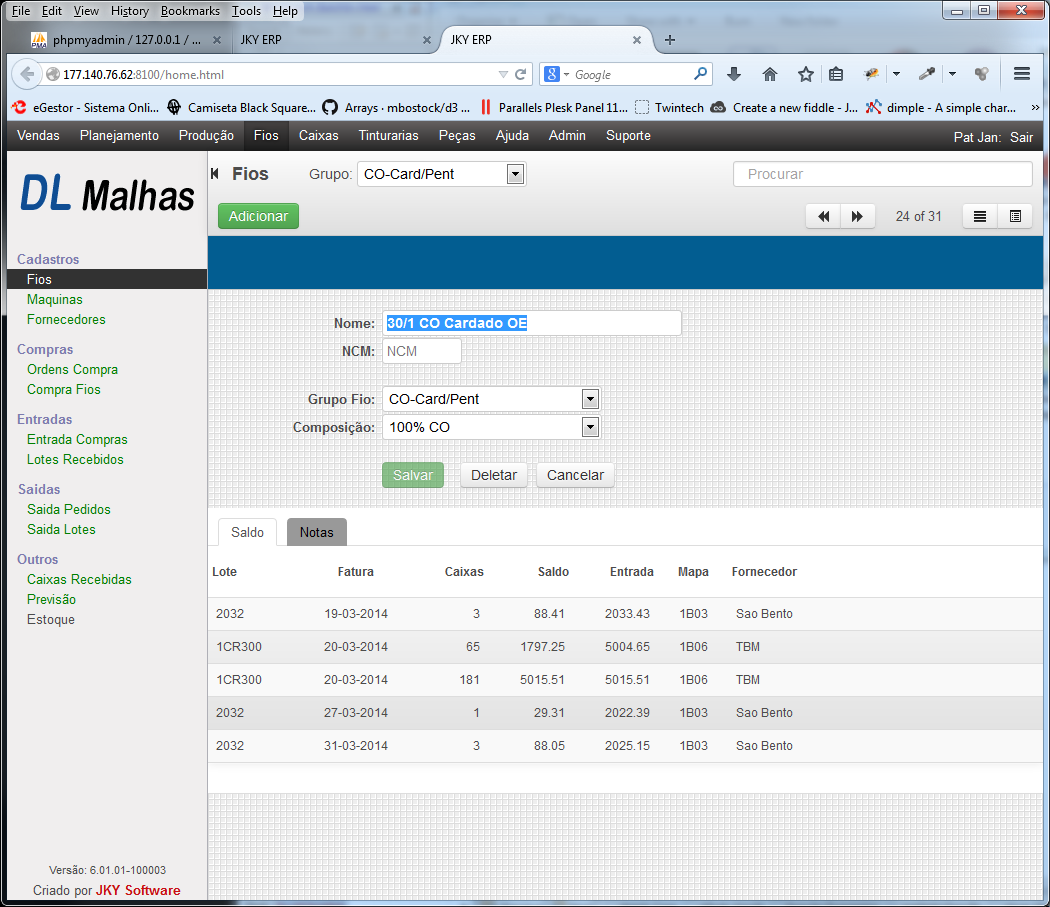 File Edit View History Bookmarks Tools Help
phpmyadmin / 127.0.0.1 / ... JKY ERP JKY ERP
177.140.76.62:8100/home.html Google
eGestor - Sistema Onli... Camiseta Black Square... Arrays · mbostock/d3 ... Parallels Plesk Panel 11... Twintech Create a new fiddle - J... dimple - A simple char... »
Vendas Planejamento Produção Fios Caixas Tinturarias Peças Ajuda Admin Suporte Pat Jan: Sair
DL Malhas
Fios Grupo: CO-Card/Pent Procurar
Adicionar 24 of 31
Cadastros
Fios
Maquinas
Fornecedores
Compras
Ordens Compra
Compra Fios
Entradas
Entrada Compras
Lotes Recebidos
Saidas
Saida Pedidos
Saida Lotes
Outros
Caixas Recebidas
Previsão
Estoque
Versão: 6.01.01-100003
Criado por JKY Software
Nome: 30/1 CO Cardado OE
NCM: NCM
Grupo Fio: CO-Card/Pent
Composição: 100% CO
Salvar Deletar Cancelar
Saldo Notas
Lote Fatura Caixas Saldo Entrada Mapa Fornecedor
2032 19-03-2014 3 88.41 2033.43 1B03 Sao Bento
1CR300 20-03-2014 65 1797.25 5004.65 1B06 TBM
1CR300 20-03-2014 181 5015.51 5015.51 1B06 TBM
2032 27-03-2014 1 29.31 2022.39 1B03 Sao Bento
2032 31-03-2014 3 88.05 2025.15 1B03 Sao Bento